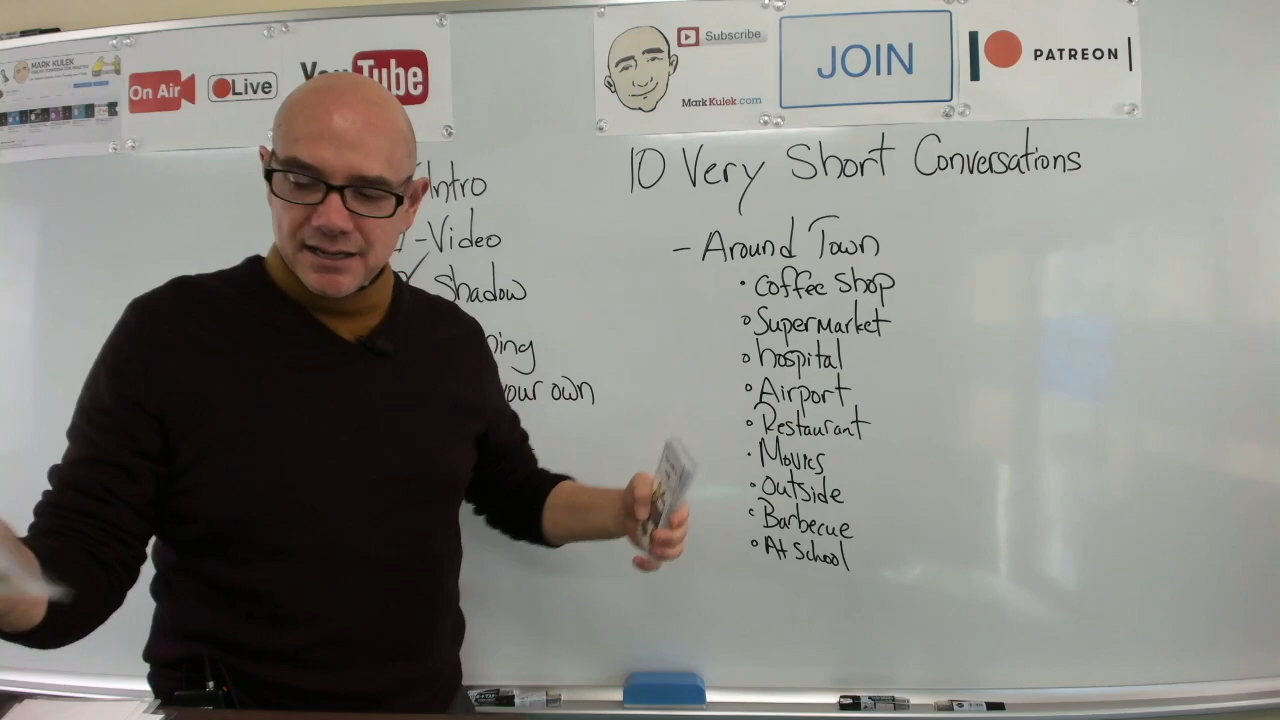 MARK KULEK
On Air
Live
YouTube
Subscribe
MarkKulek.com
JOIN
PATREON
Intro
-Video
Shadow
your own
10 Very Short Conversations
- Around Town
• Coffee Shop
• Supermarket
• hospital
• Airport
• Restaurant
• Movies
• Outside
• Barbecue
• At School